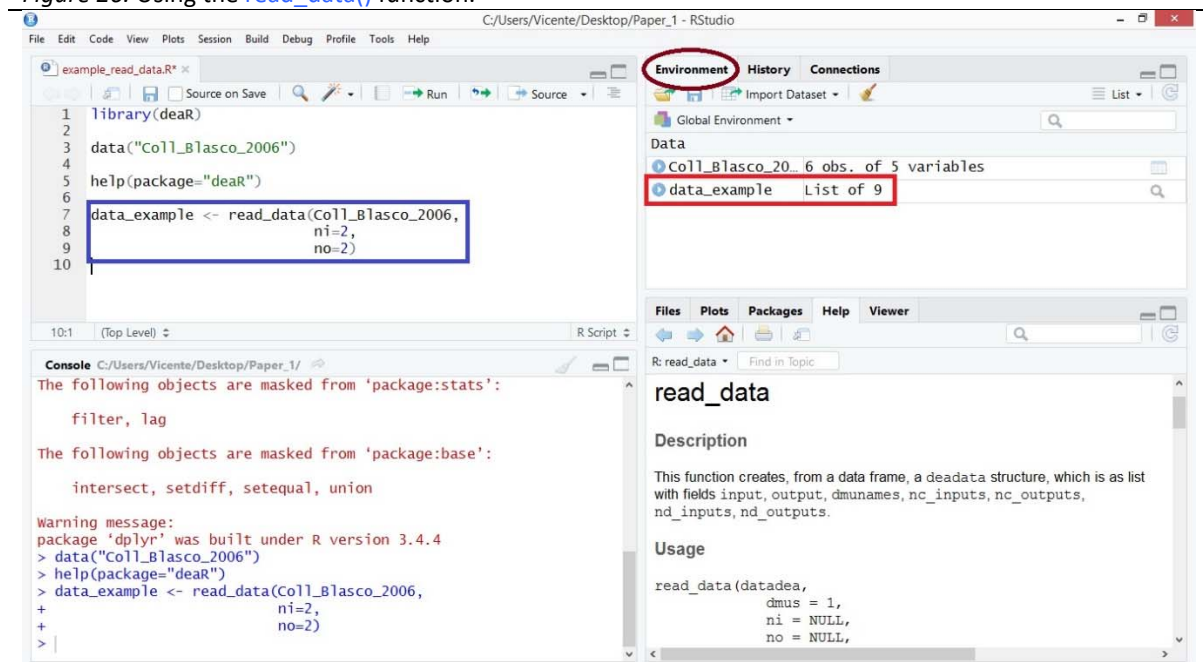 Figure 20. Using the read_data() function.
C:/Users/Vicente/Desktop/Paper_1 - RStudio
File Edit Code View Plots Session Build Debug Profile Tools Help
example_read_data.R*
Source on Save Run Source
1 library(deaR)
2
3 data("Coll_Blasco_2006")
4
5 help(package="deaR")
6
7 data_example <- read_data(Coll_Blasco_2006,
8 ni=2,
9 no=2)
10
10:1 (Top Level) R Script
Console C:/Users/Vicente/Desktop/Paper_1/
The following objects are masked from ‘package:stats’:
filter, lag
The following objects are masked from ‘package:base’:
intersect, setdiff, setequal, union
Warning message:
package ‘dplyr’ was built under R version 3.4.4
> data("Coll_Blasco_2006")
> help(package="deaR")
> data_example <- read_data(Coll_Blasco_2006,
+ ni=2,
+ no=2)
>
Environment History Connections
Import Dataset List
Global Environment
Data
Coll_Blasco_20… 6 obs. of 5 variables
data_example List of 9
Files Plots Packages Help Viewer
R: read_data Find in Topic
read_data
Description
This function creates, from a data frame, a deadata structure, which is as list
with fields input, output, dmunames, nc_inputs, nc_outputs,
nd_inputs, nd_outputs.
Usage
read_data(datadea,
dmus = 1,
ni = NULL,
no = NULL,